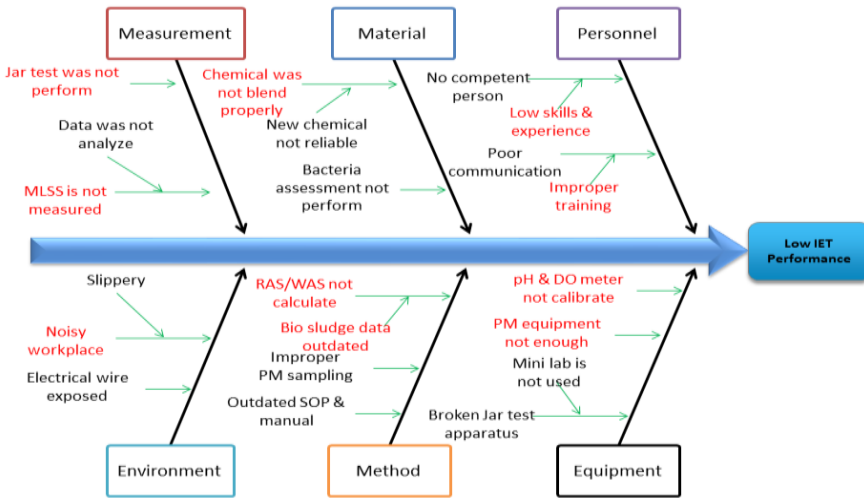 Measurement
Material
Personnel
Jar test was not
perform
Data was not
analyze
MLSS is not
measured
Chemical was
not blend
properly
New chemical
not reliable
Bacteria
assessment not
perform
No competent
person
Low skills &
experience
Poor
communication
Improper
training
Low IET
Performance
Slippery
Noisy
workplace
Electrical wire
exposed
RAS/WAS not
calculate
Bio sludge data
outdated
Improper
PM sampling
Outdated SOP &
manual
pH & DO meter
not calibrate
PM equipment
not enough
Mini lab is
not used
Broken Jar test
apparatus
Environment
Method
Equipment